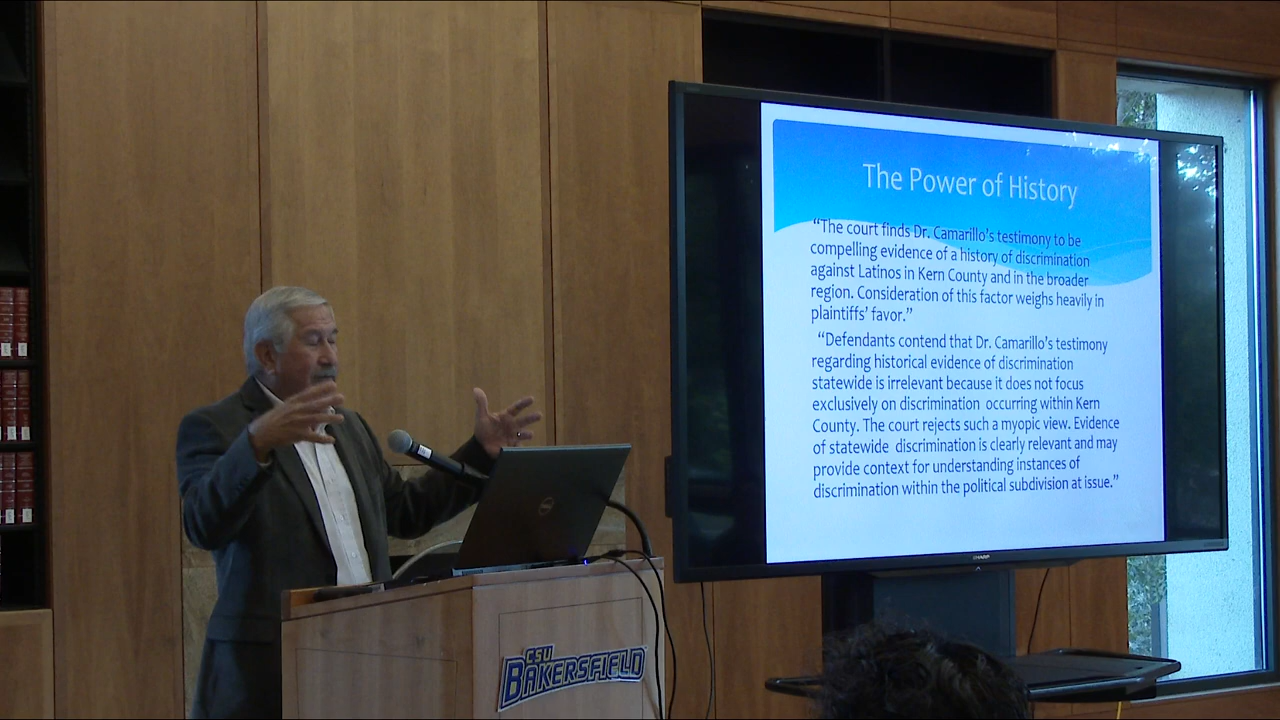 The Power of History
“The court finds Dr. Camarillo’s testimony to be
compelling evidence of a history of discrimination
against Latinos in Kern County and in the broader
region. Consideration of this factor weighs heavily in
plaintiffs’ favor.”
“Defendants contend that Dr. Camarillo’s testimony
regarding historical evidence of discrimination
statewide is irrelevant because it does not focus
exclusively on discrimination occurring within Kern
County. The court rejects such a myopic view. Evidence
of statewide discrimination is clearly relevant and may
provide context for understanding instances of
discrimination within the political subdivision at issue.”
SHARP
DELL
CSU
BAKERSFIELD